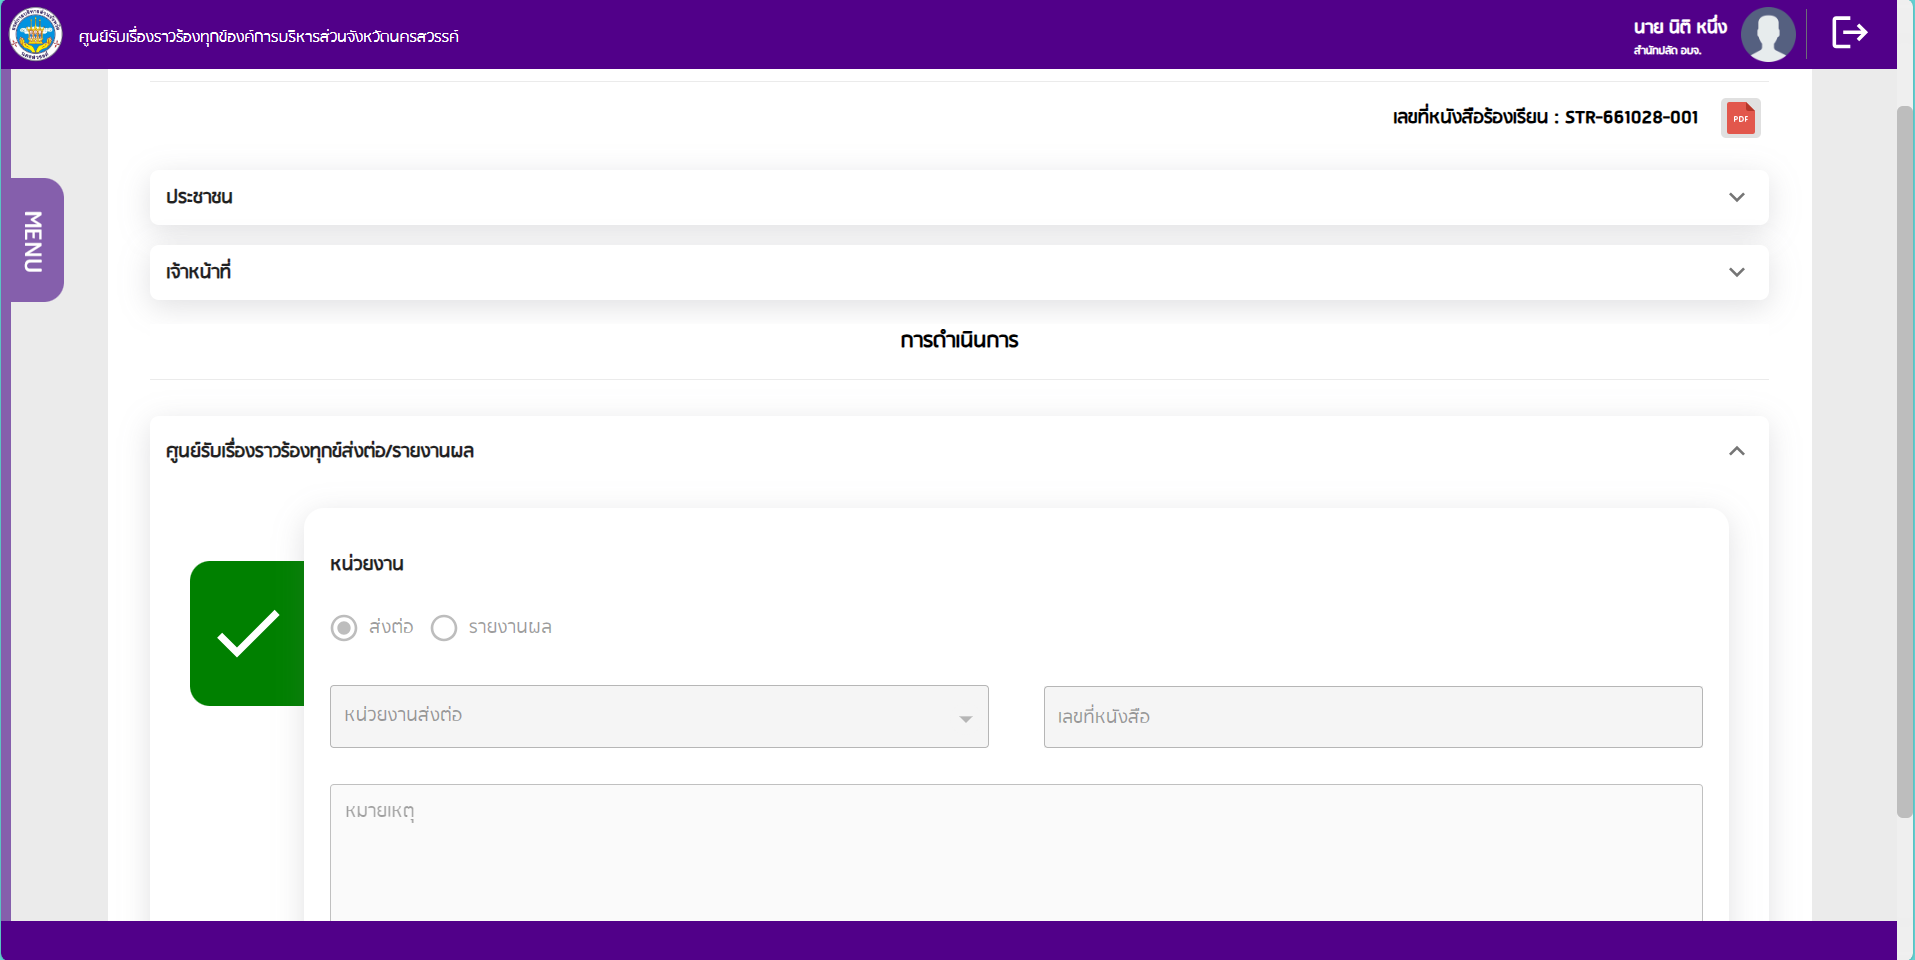 ศูนย์รับเรื่องราวร้องทุกข์องค์การบริหารส่วนจังหวัดนครสวรรค์
นาย นิติ หนึ่ง
สำนักปลัด อบจ.
เลขที่หนังสือร้องเรียน : STR-661028-001
PDF
MENU
ประชาชน
เจ้าหน้าที่
การดำเนินการ
ศูนย์รับเรื่องราวร้องทุกข์ส่งต่อ/รายงานผล
หน่วยงาน
ส่งต่อ
รายงานผล
หน่วยงานส่งต่อ
เลขที่หนังสือ
หมายเหตุ